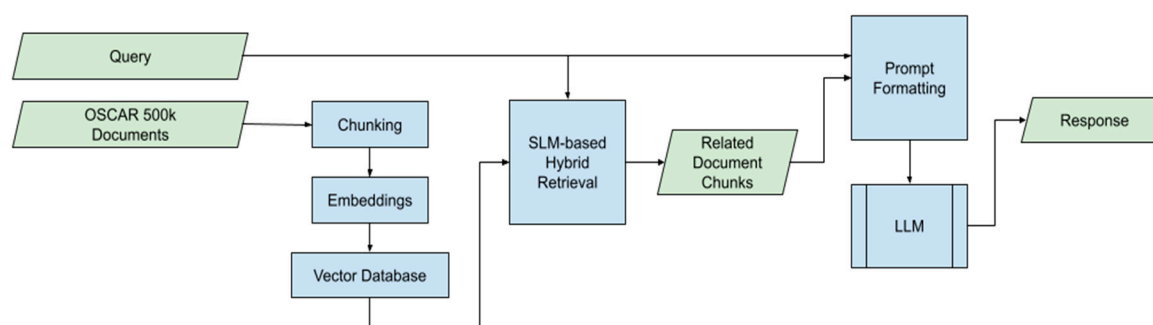 Query
OSCAR 500k
Documents
Chunking
Embeddings
Vector Database
SLM-based
Hybrid
Retrieval
Related
Document
Chunks
Prompt
Formatting
LLM
Response